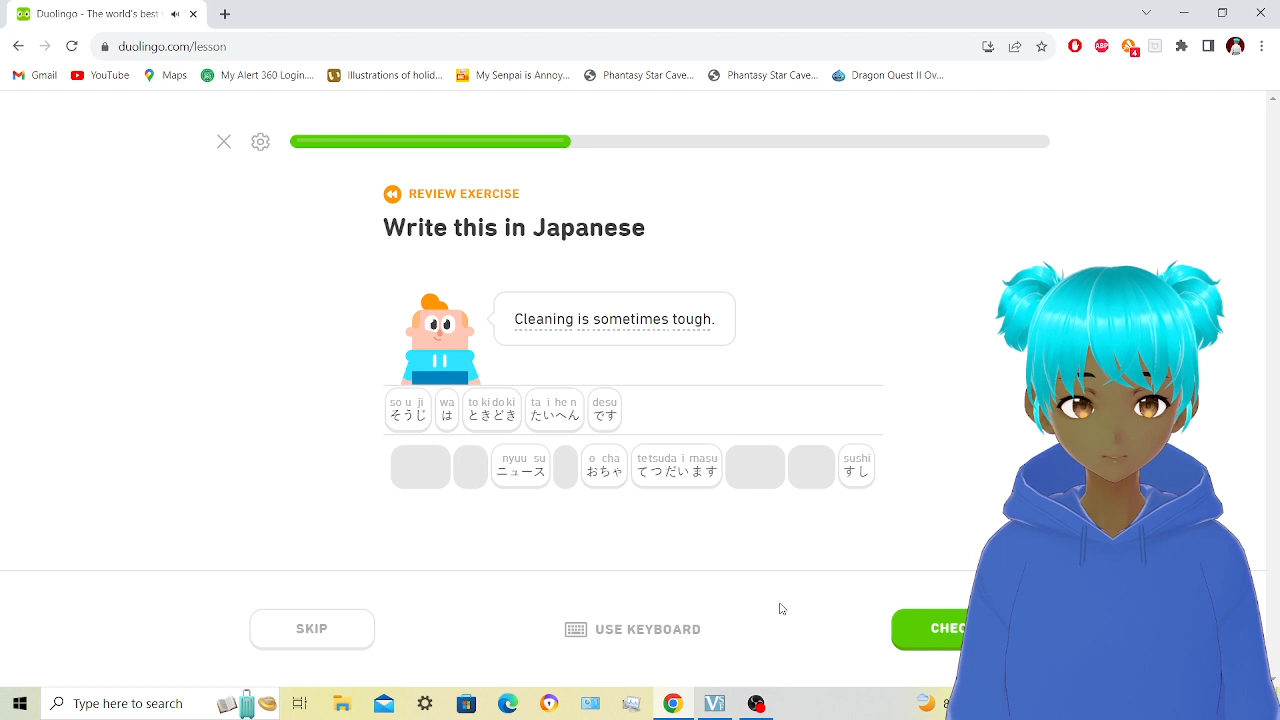 Duolingo - The world's best
duolingo.com/lesson
4
ABP
Gmail
YouTube
Maps
My Alert 360 Login....
Illustrations of holid...
My Senpai is Annoy...
Phantasy Star Cave...
Phantasy Star Cave...
Dragon Quest II Ov...
REVIEW EXERCISE
Write this in Japanese
Cleaning is sometimes tough.
so u ji wa to ki do ki ta i he n desu
そうじ は ときどき たいへん です
nyuu su o cha te tsuda i masu sushi
ニュース おちゃ てつだいます すし
SKIP
USE KEYBOARD
Type here to search